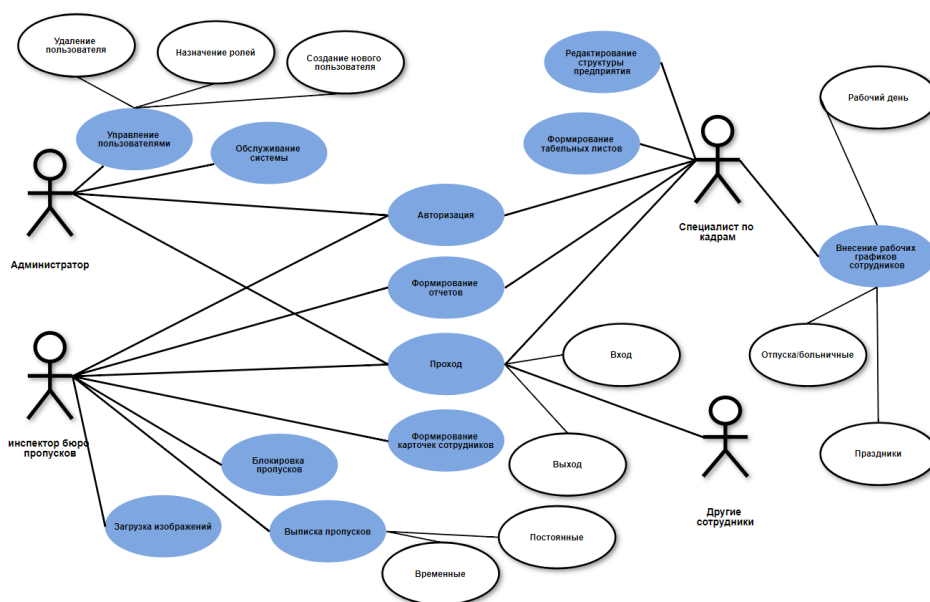 Удаление
пользователя
Назначение ролей
Создание нового
пользователя
Редактирование
структуры
предприятия
Рабочий день
Управление
пользователями
Обслуживание
системы
Формирование
табельных листов
Авторизация
Специалист по
кадрам
Внесение рабочих
графиков
сотрудников
Администратор
Формирование
отчетов
Проход
Вход
Отпуска/больничные
инспектор бюро
пропусков
Формирование
карточек сотрудников
Блокировка
пропусков
Выход
Праздники
Другие
сотрудники
Загрузка изображений
Выписка пропусков
Постоянные
Временные